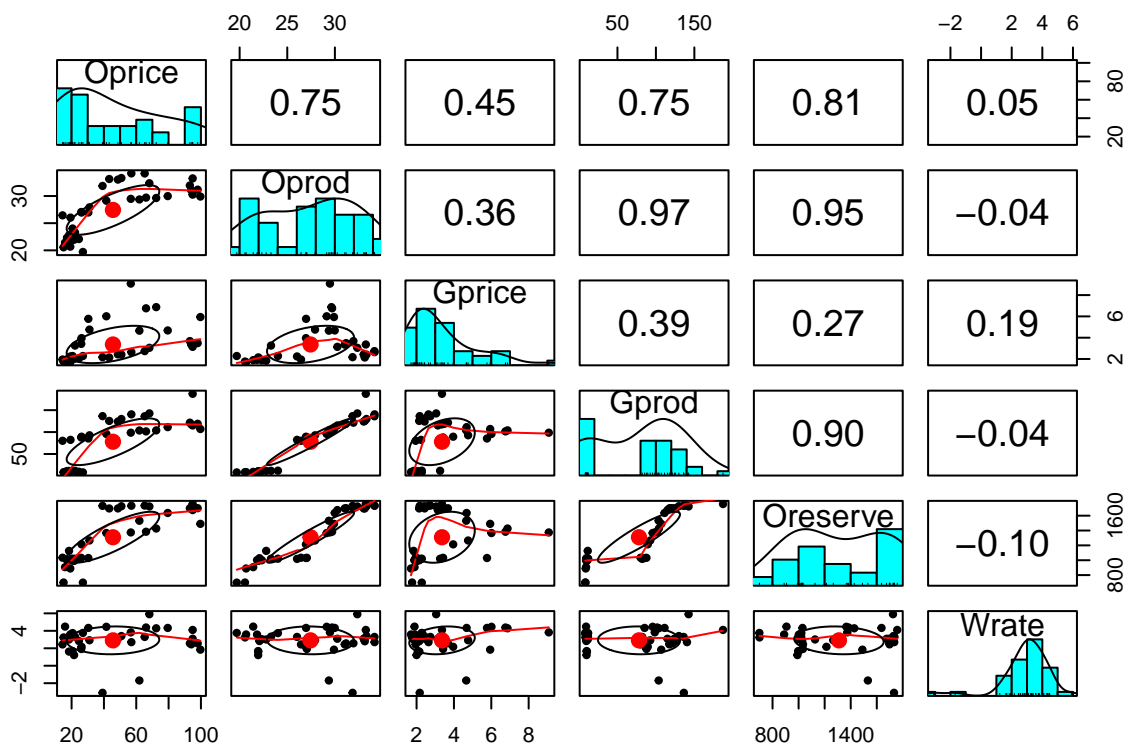 20 25 30 50 150 −2 2 4 6
Oprice 0.75 0.45 0.75 0.81 0.05 20 80
20 30 Oprod 0.36 0.97 0.95 −0.04
Gprice 0.39 0.27 0.19 2 6
50 Gprod 0.90 −0.04
Oreserve −0.10 800 1600
−2 4 Wrate
20 60 100 2 4 6 8 800 1400